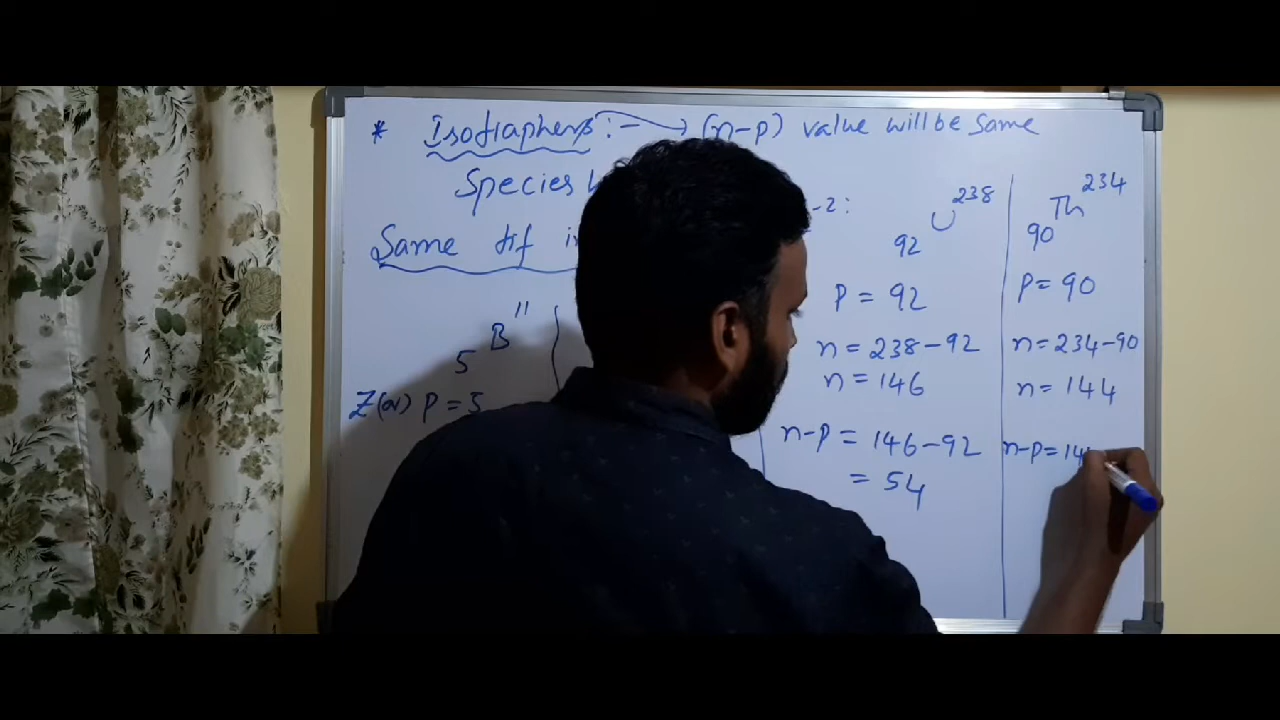 * Isodiaphers :- → (n-p) value will be same
Species
Same dif
-2:
5 B 11
Z(or) P = 5
92 U 238
P = 92
n = 238-92
n = 146
n-p = 146-92
= 54
90 Th 234
P = 90
n = 234-90
n = 144
n-p = 14